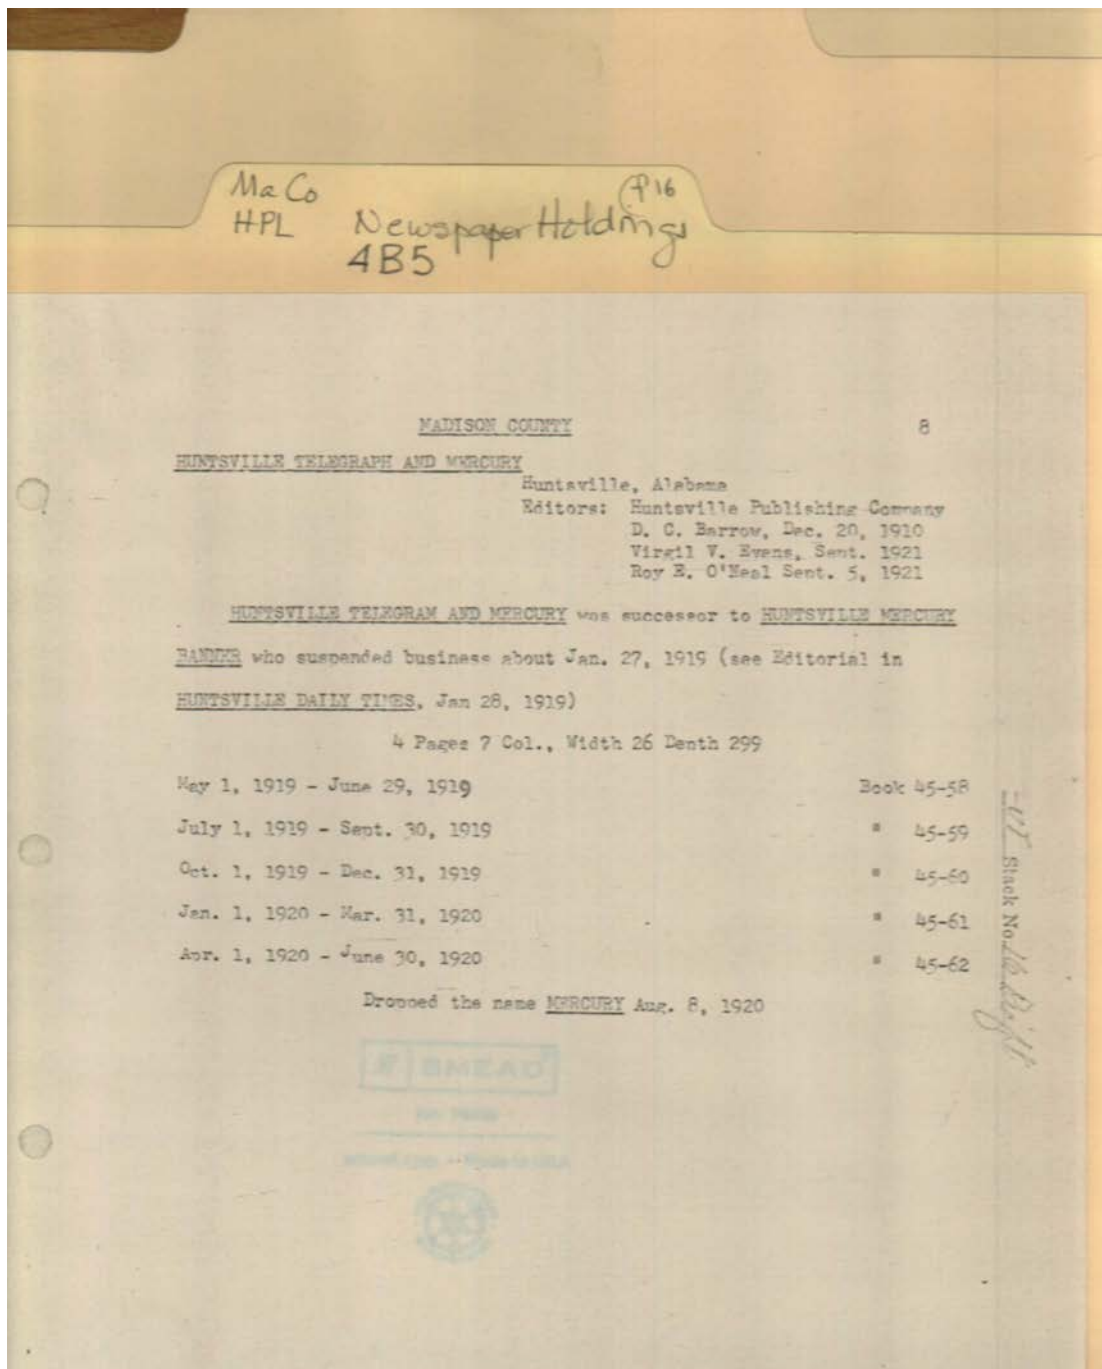 Ma Co
HPL Newspaper Holdings p16
4B5
MADISON COUNTY 8
HUNTSVILLE TELEGRAPH AND MERCURY
Huntsville, Alabama
Editors: Huntsville Publishing Company
D. C. Barrow, Dec. 20, 1910
Virgil V. Evans, Sept. 1921
Roy E. O'Neal Sept. 5, 1921
HUNTSVILLE TELEGRAM AND MERCURY was successor to HUNTSVILLE MERCURY
BANNER who suspended business about Jan. 27, 1919 (see Editorial in
HUNTSVILLE DAILY TIMES, Jan 28, 1919)
4 Pages 7 Col., Width 26 Depth 299
May 1, 1919 - June 29, 1919 Book 45-58
July 1, 1919 - Sept. 30, 1919 " 45-59
Oct. 1, 1919 - Dec. 31, 1919 " 45-60
Jan. 1, 1920 - Mar. 31, 1920 " 45-61
Apr. 1, 1920 - June 30, 1920 " 45-62
Dropped the name MERCURY Aug. 8, 1920
Stack No.
SMEAD